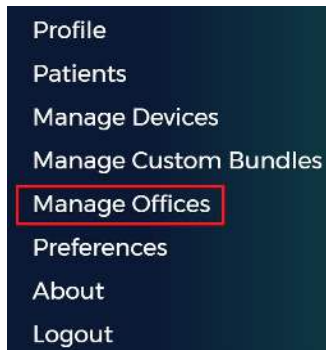 Profile
Patients
Manage Devices
Manage Custom Bundles
Manage Offices
Preferences
About
Logout